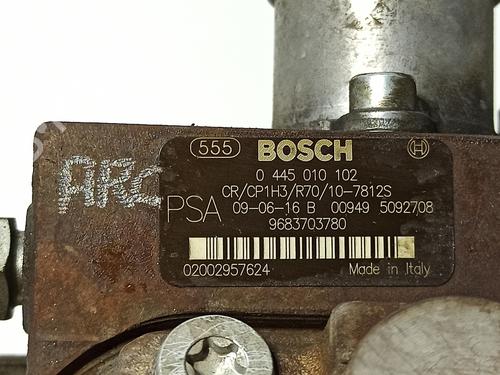 555 BOSCH H
0 445 010 102
CR/CP1H3/R70/10-7812S
PSA 09-06-16 B 00949 5092708
9683703780
02002957624 Made in Italy
ARC